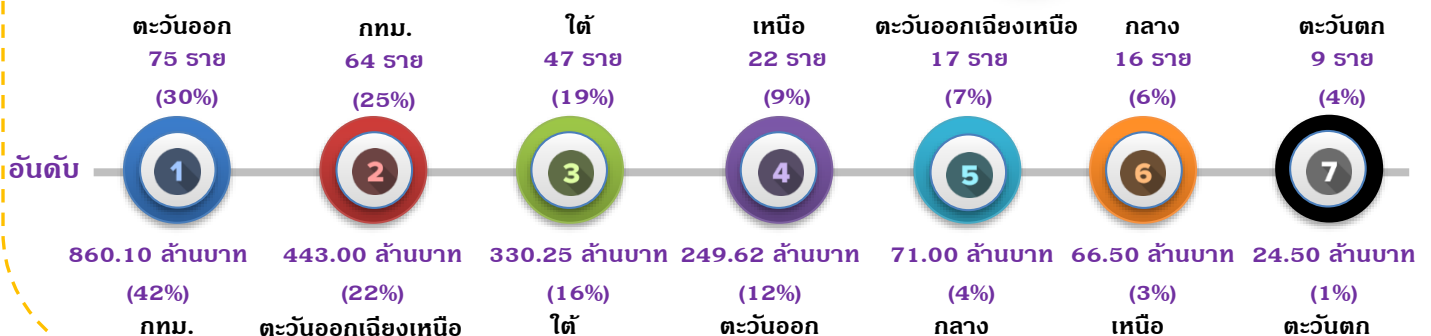 ตะวันออก กทม. ใต้ เหนือ ตะวันออกเฉียงเหนือ กลาง ตะวันตก
75 ราย 64 ราย 47 ราย 22 ราย 17 ราย 16 ราย 9 ราย
(30%) (25%) (19%) (9%) (7%) (6%) (4%)
อันดับ 1 2 3 4 5 6 7
860.10 ล้านบาท 443.00 ล้านบาท 330.25 ล้านบาท 249.62 ล้านบาท 71.00 ล้านบาท 66.50 ล้านบาท 24.50 ล้านบาท
(42%) (22%) (16%) (12%) (4%) (3%) (1%)
กทม. ตะวันออกเฉียงเหนือ ใต้ ตะวันออก กลาง เหนือ ตะวันตก